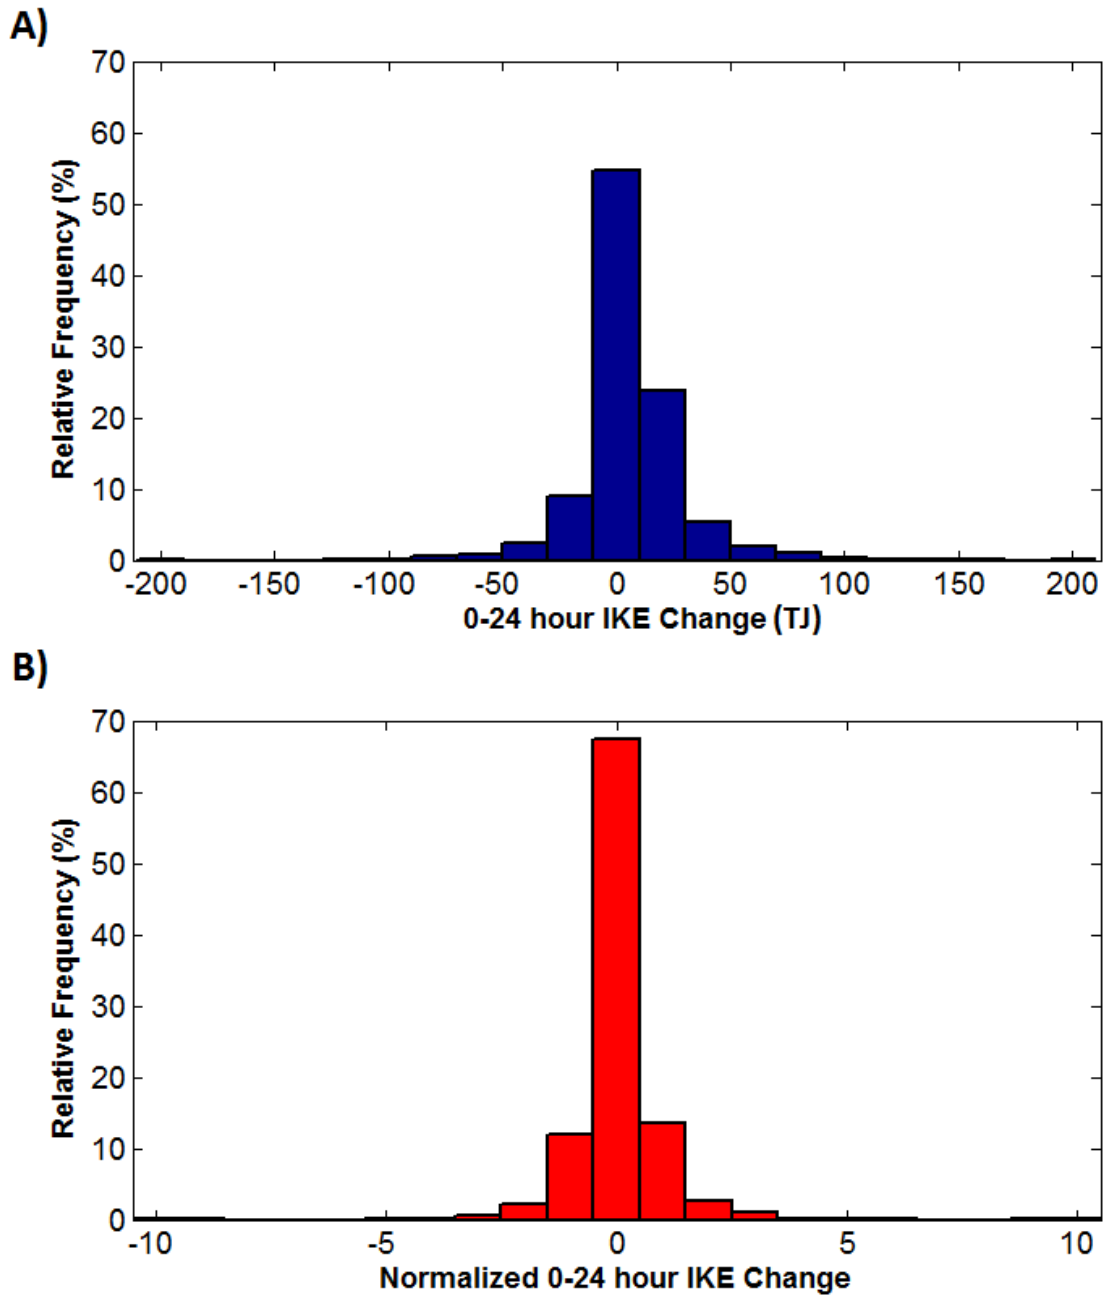 A)
70
60
50
40
30
20
10
0
Relative Frequency (%)
-200 -150 -100 -50 0 50 100 150 200
0-24 hour IKE Change (TJ)
B)
70
60
50
40
30
20
10
0
Relative Frequency (%)
-10 -5 0 5 10
Normalized 0-24 hour IKE Change